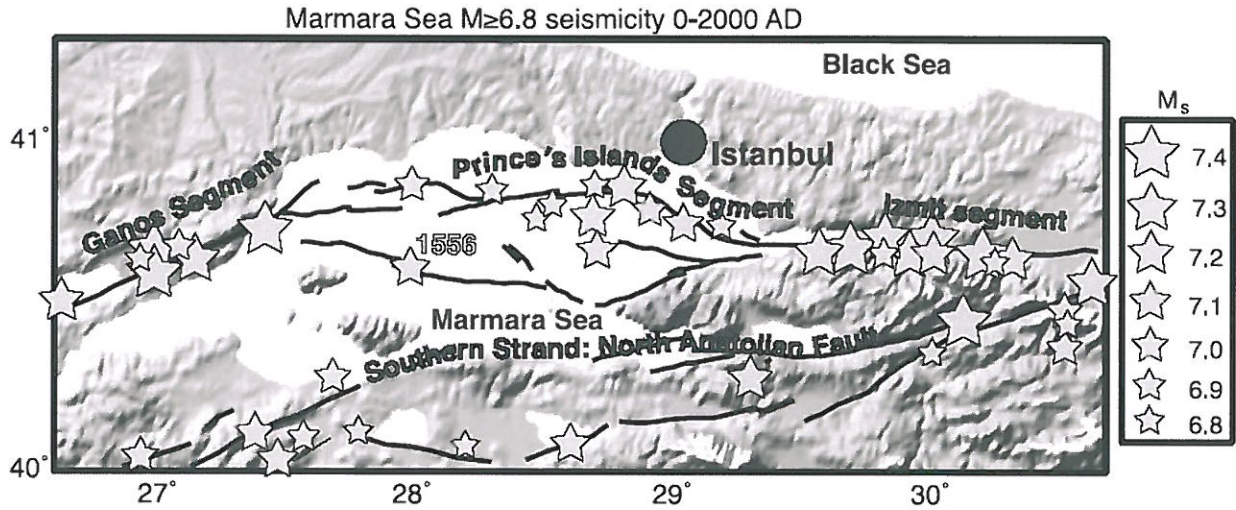 Marmara Sea M≥6.8 seismicity 0-2000 AD
Black Sea
Ms
41°
Istanbul
Prince's Islands Segment
Ganos Segment
Izmit segment
1556
Marmara Sea
Southern Strand: North Anatolian Fault
40°
27°
28°
29°
30°
7.4
7.3
7.2
7.1
7.0
6.9
6.8